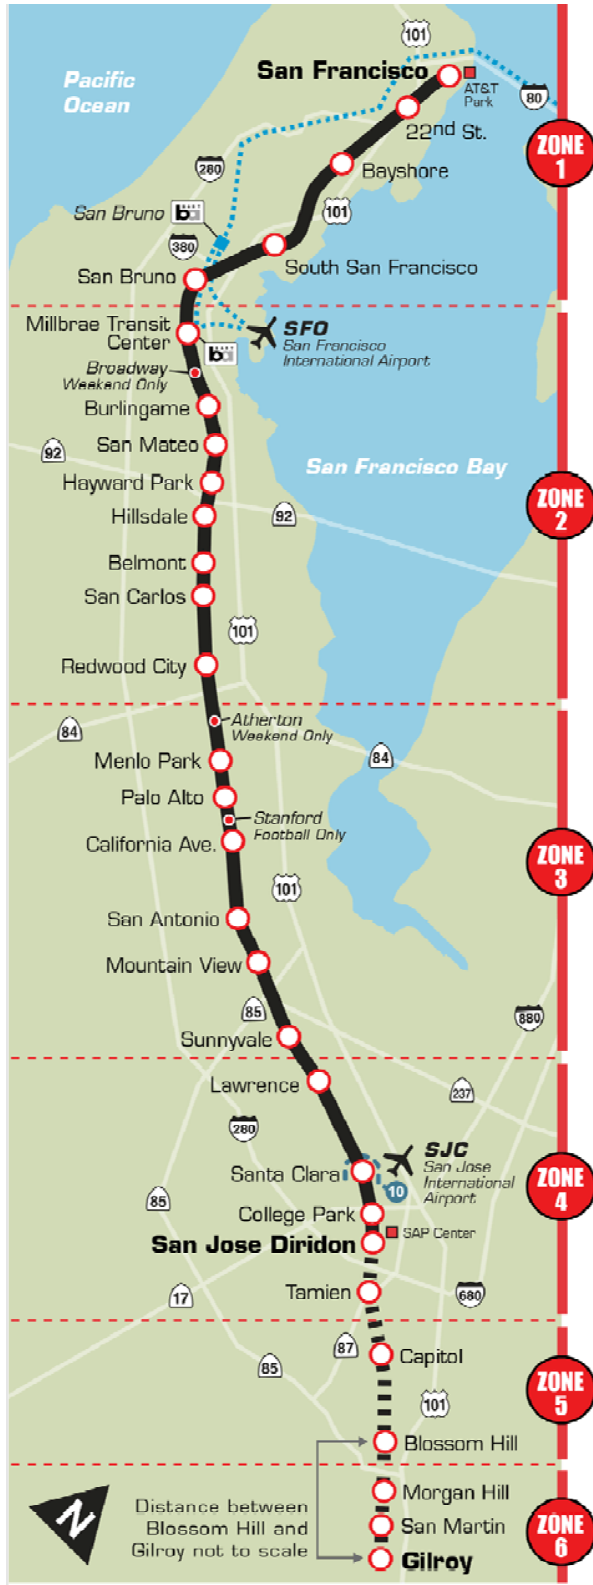 101
Pacific
Ocean
San Francisco
AT&T
Park
80
22nd St.
ZONE
1
280
Bayshore
San Bruno
ba
101
380
South San Francisco
San Bruno
Millbrae Transit
Center
SFO
San Francisco
International Airport
ba
Broadway
Weekend Only
Burlingame
92
San Mateo
San Francisco Bay
Hayward Park
ZONE
2
Hillsdale
92
Belmont
San Carlos
101
Redwood City
84
Atherton
Weekend Only
84
Menlo Park
Palo Alto
Stanford
Football Only
California Ave.
ZONE
3
101
San Antonio
Mountain View
85
880
Sunnyvale
Lawrence
237
280
SJC
San Jose
International
Airport
Santa Clara
10
ZONE
4
85
College Park
SAP Center
San Jose Diridon
Tamien
17
680
87
Capitol
85
ZONE
5
101
Blossom Hill
N
Distance between
Blossom Hill and
Gilroy not to scale
Morgan Hill
San Martin
Gilroy
ZONE
6